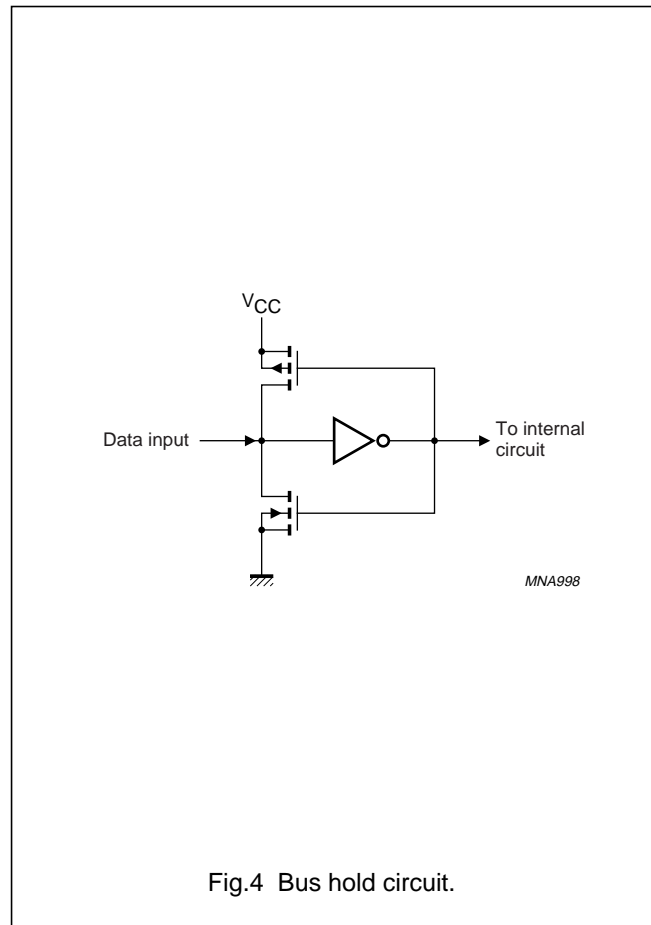 VCC
Data input
To internal
circuit
MNA998
Fig.4 Bus hold circuit.